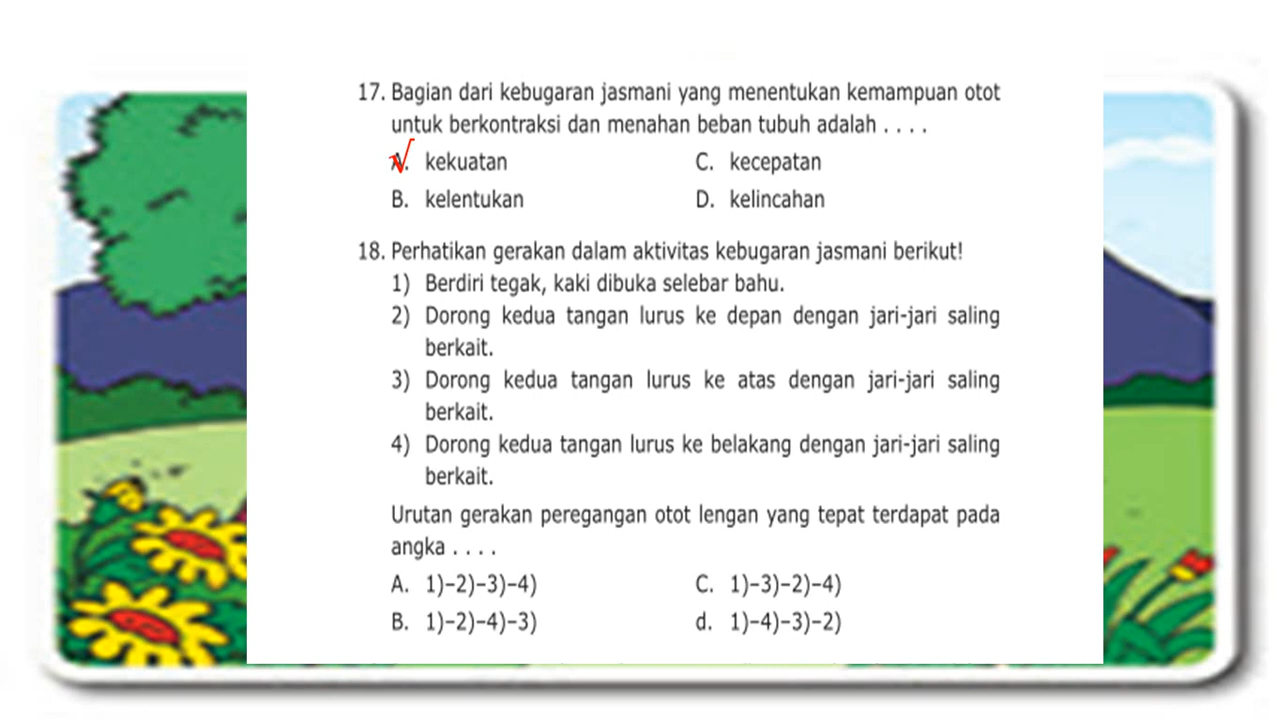 17. Bagian dari kebugaran jasmani yang menentukan kemampuan otot
untuk berkontraksi dan menahan beban tubuh adalah . . . .
A. kekuatan C. kecepatan
B. kelentukan D. kelincahan
18. Perhatikan gerakan dalam aktivitas kebugaran jasmani berikut!
1) Berdiri tegak, kaki dibuka selebar bahu.
2) Dorong kedua tangan lurus ke depan dengan jari-jari saling
berkait.
3) Dorong kedua tangan lurus ke atas dengan jari-jari saling
berkait.
4) Dorong kedua tangan lurus ke belakang dengan jari-jari saling
berkait.
Urutan gerakan peregangan otot lengan yang tepat terdapat pada
angka . . . .
A. 1)–2)–3)–4) C. 1)–3)–2)–4)
B. 1)–2)–4)–3) d. 1)–4)–3)–2)